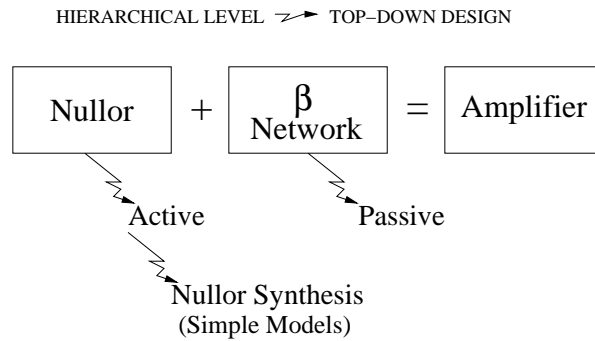 HIERARCHICAL LEVEL TOP-DOWN DESIGN
Nullor + β Network = Amplifier
Active Passive
Nullor Synthesis
(Simple Models)